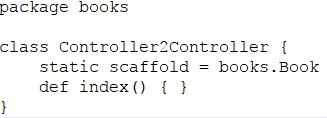 package books

class Controller2Controller {
    static scaffold = books.Book
    def index() { }
}